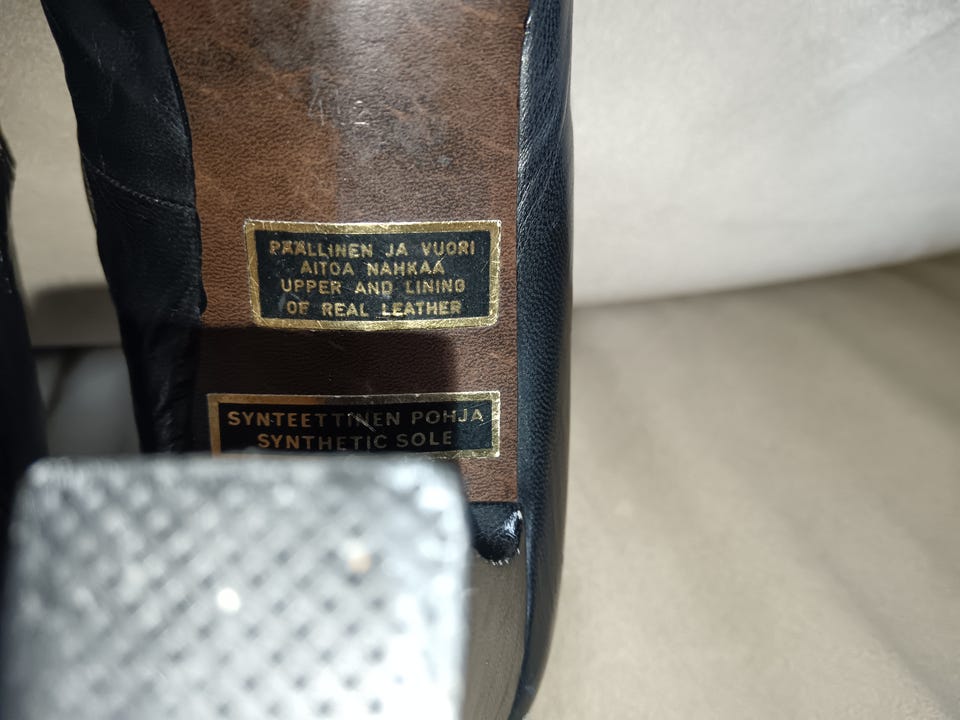 PÄÄLLINEN JA VUORI
AITOA NAHKAA
UPPER AND LINING
OF REAL LEATHER
SYNTEETTINEN POHJA
SYNTHETIC SOLE